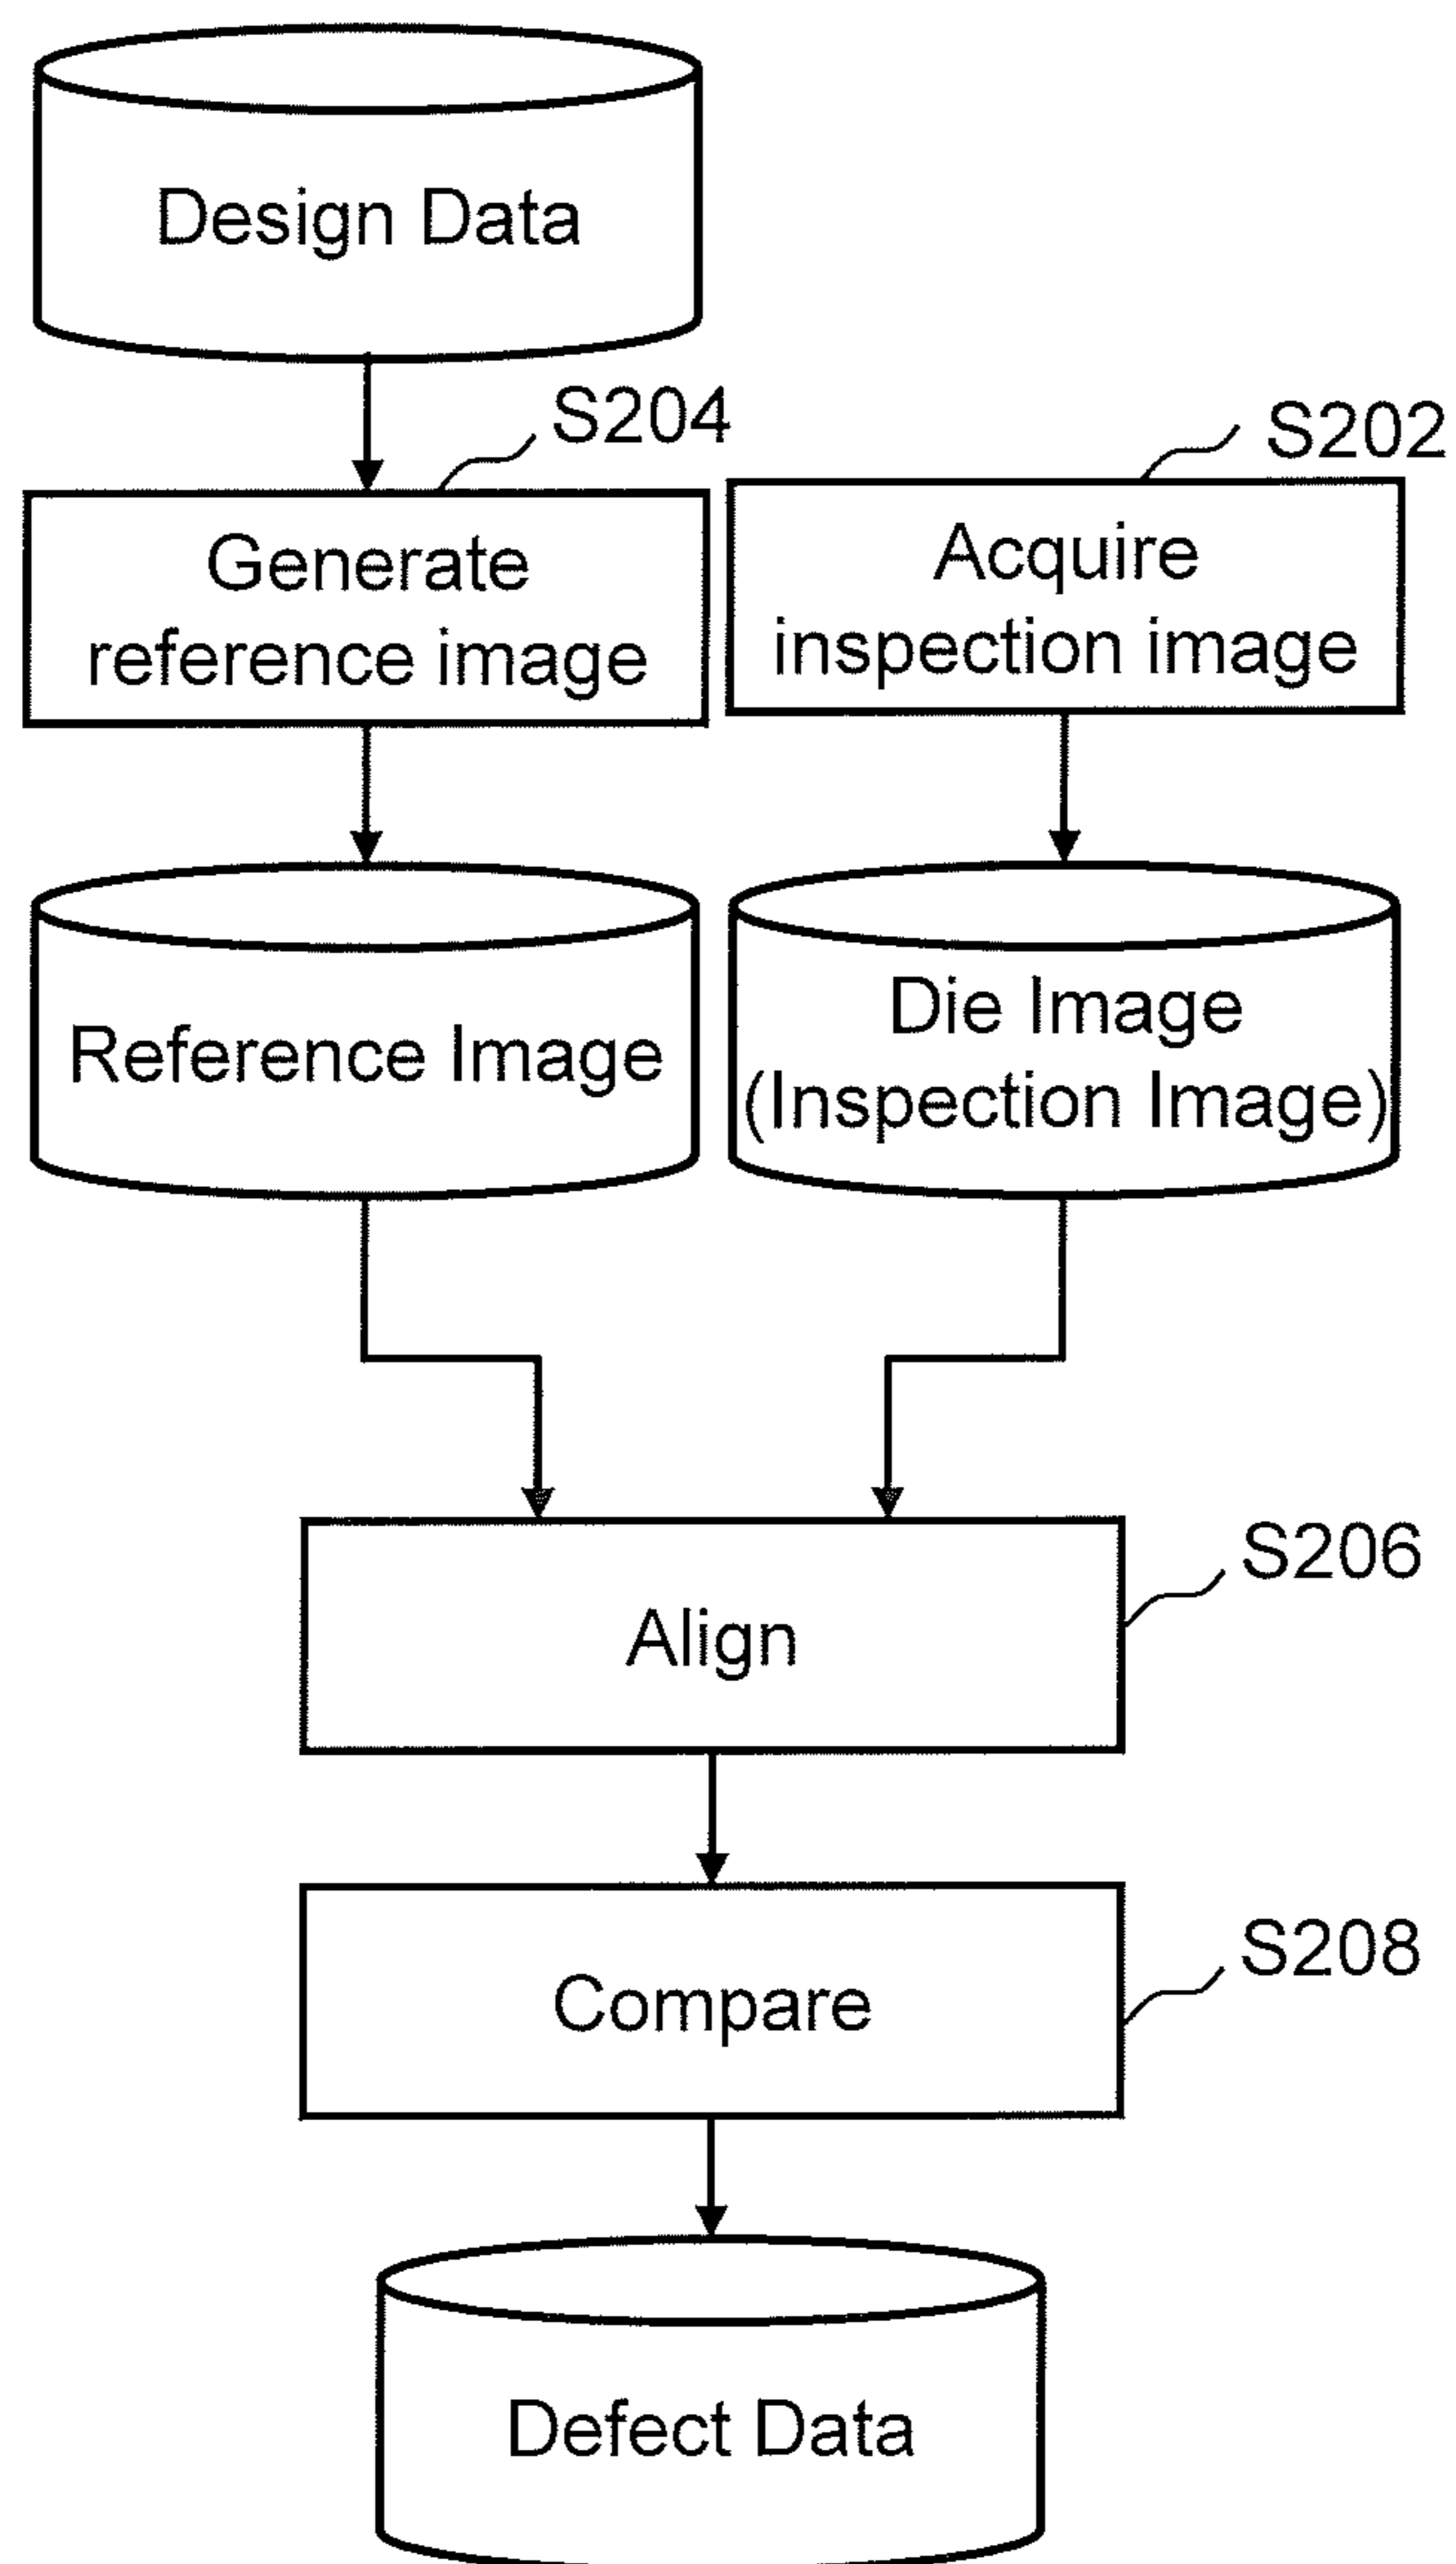 Design Data
S204
S202
Generate
reference image
Acquire
inspection image
Reference Image
Die Image
(Inspection Image)
S206
Align
S208
Compare
Defect Data